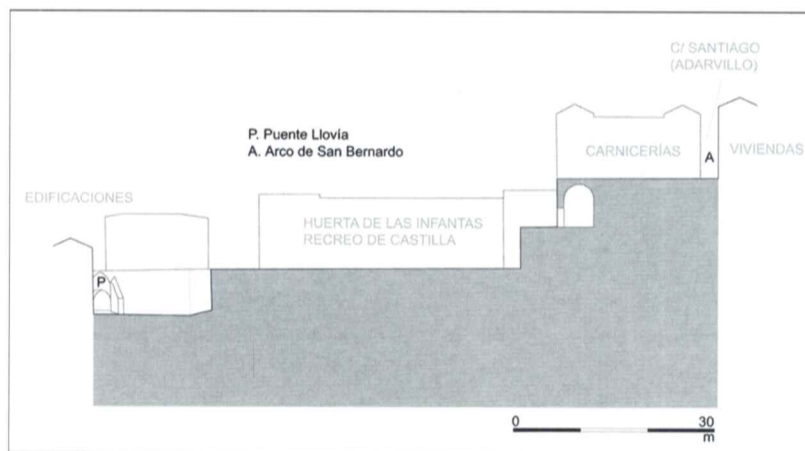 C/ SANTIAGO
(ADARVILLO)
P. Puente Llovía
A. Arco de San Bernardo
CARNICERÍAS
A
VIVIENDAS
EDIFICACIONES
HUERTA DE LAS INFANTAS
RECREO DE CASTILLA
P
0 30
m